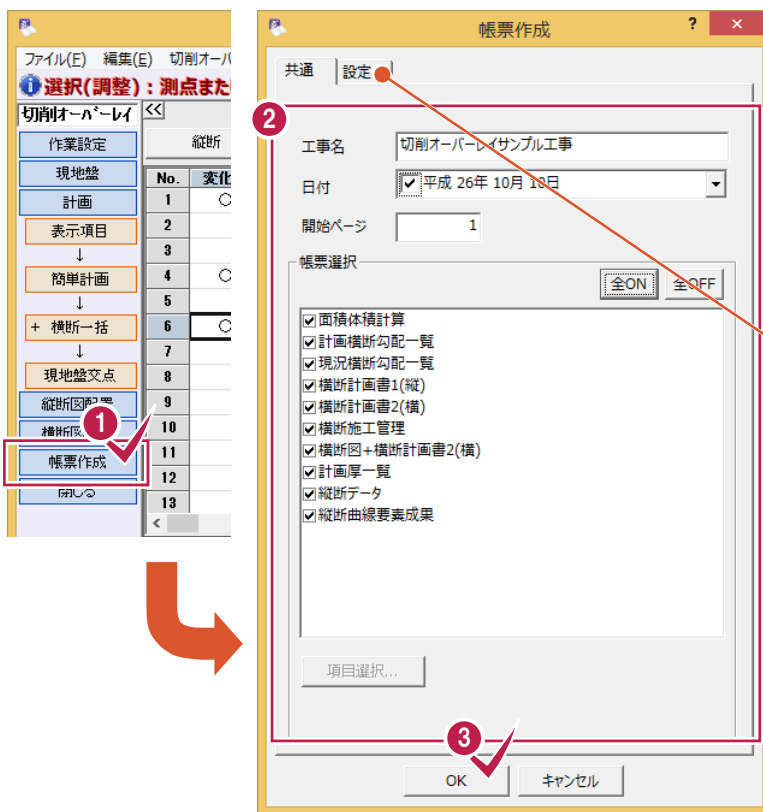 ファイル(F) 編集(E) 切削オーバ
選択(調整):測点また
切削オーバーレイ <<
作業設定
縦断
現地盤
計画
表示項目
↓
簡単計画
↓
+ 横断一括
↓
現地盤交点
縦断図配置
横断図
帳票作成
閉じる
No. 変化
1 ○
2
3
4 ○
5
6 ○
7
8
9
10
11
12
13
<
1
帳票作成 ? ×
共通 設定
2
工事名 切削オーバーレイサンプル工事
日付 平成 26年 10月 10日
開始ページ 1
帳票選択
全ON 全OFF
面積体積計算
計画横断勾配一覧
現況横断勾配一覧
横断計画書1(縦)
横断計画書2(横)
横断施工管理
横断図+横断計画書2(横)
計画厚一覧
縦断データ
縦断曲線要素成果
項目選択...
3
OK キャンセル